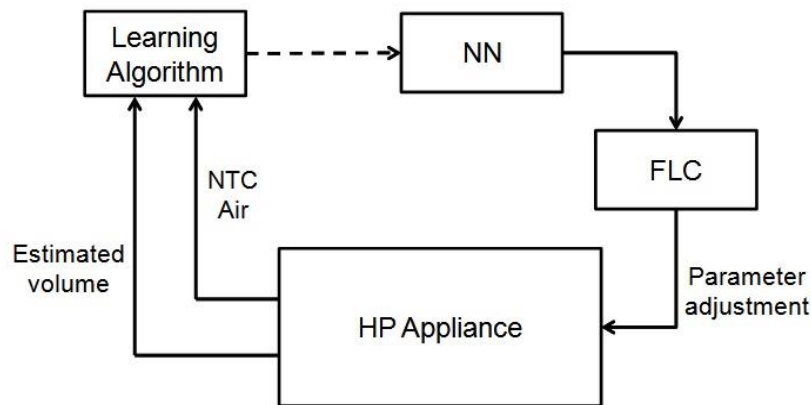 Learning
Algorithm
NN
FLC
NTC
Air
Estimated
volume
Parameter
adjustment
HP Appliance